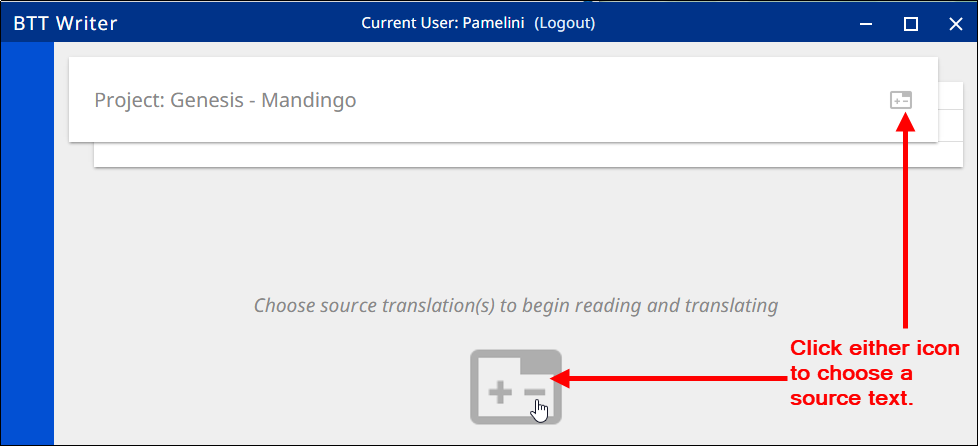 BTT Writer
Current User: Pamelini (Logout)
Project: Genesis - Mandingo
Choose source translation(s) to begin reading and translating
Click either icon
to choose a
source text.